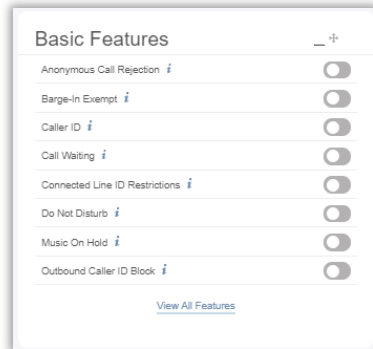 Basic Features
Anonymous Call Rejection i
Barge-In Exempt i
Caller ID i
Call Waiting i
Connected Line ID Restrictions i
Do Not Disturb i
Music On Hold i
Outbound Caller ID Block i
View All Features